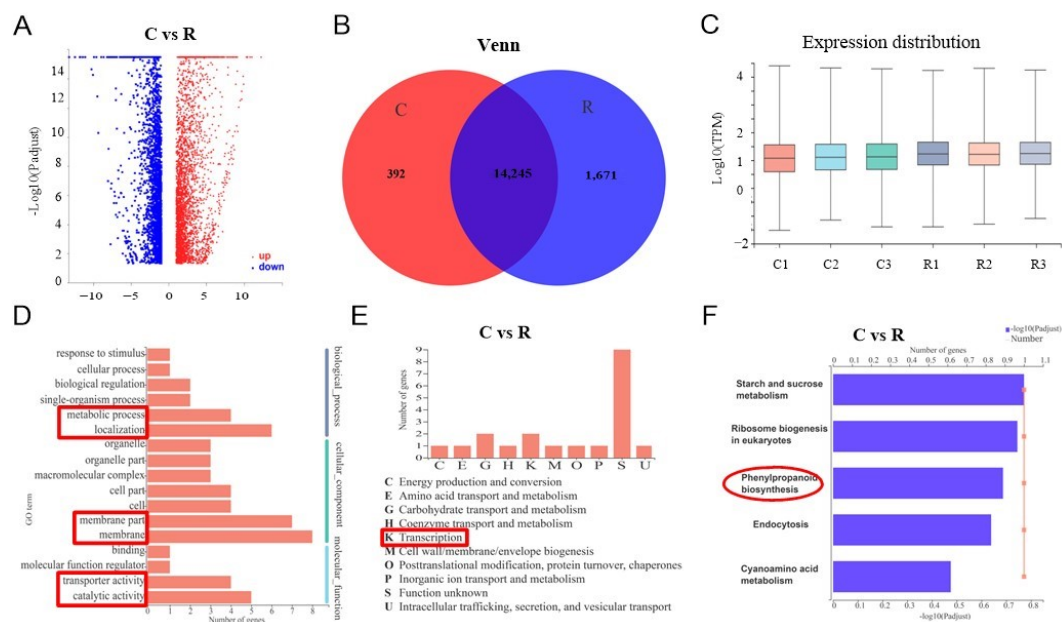 A
C vs R
14
12
10
8
6
4
2
-Log10(Padjust)
−10
−5
0
5
10
up
down
B
Venn
C
R
392
14,245
1,671
C
Expression distribution
4
2
1
0
−2
Log10(TPM)
C1
C2
C3
R1
R2
R3
D
response to stimulus
cellular process
biological regulation
single-organism process
metabolic process
localization
organelle
organelle part
macromolecular complex
cell part
cell
membrane part
membrane
binding
molecular function regulator
transporter activity
catalytic activity
GO term
0 1 2 3 4 5 6 7 8
Number of genes
biological_process
cellular_component
molecular_function
E
C vs R
9
8
7
6
5
4
3
2
1
0
Number of genes
C E G H K M O P S U
C Energy production and conversion
E Amino acid transport and metabolism
G Carbohydrate transport and metabolism
H Coenzyme transport and metabolism
K Transcription
M Cell wall/membrane/envelope biogenesis
O Posttranslational modification, protein turnover, chaperones
P Inorganic ion transport and metabolism
S Function unknown
U Intracellular trafficking, secretion, and vesicular transport
F
C vs R
-log10(Padjust)
Number
Number of genes
0 0.1 0.2 0.3 0.4 0.5 0.6 0.7 0.8 0.9 1
Starch and sucrose
metabolism
Ribosome biogenesis
in eukaryotes
Phenylpropanoid
biosynthesis
Endocytosis
Cyanoamino acid
metabolism
0 0.1 0.2 0.3 0.4 0.5 0.6 0.7 0.8
-log10(Padjust)